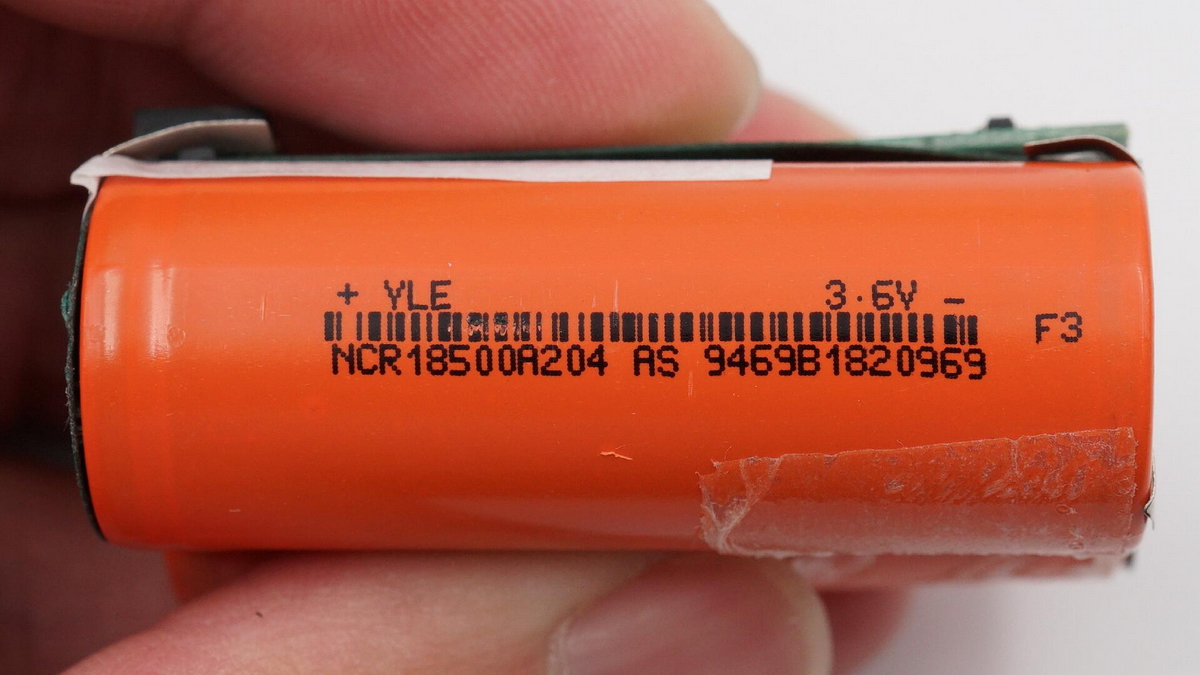 + YLE 3.6V -
F3
NCR18500A204 AS 9469B1820969